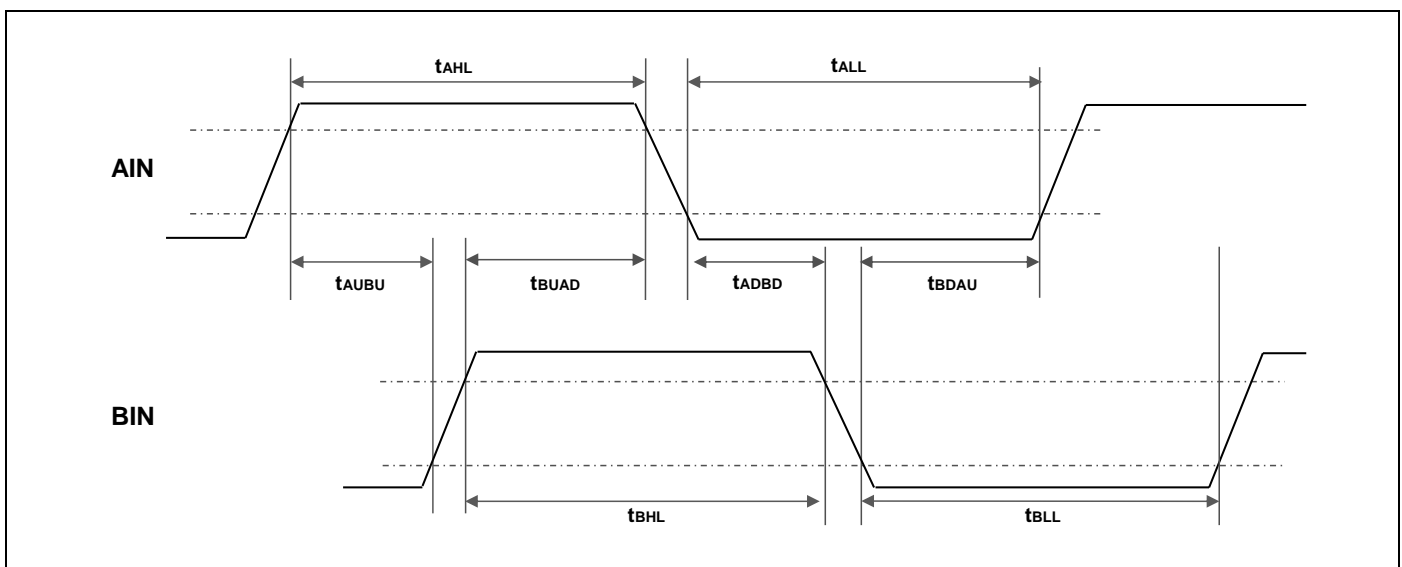 tAHL tALL
AIN
tAUBU tBUAD tADBD tBDAU
BIN
tBHL tBLL